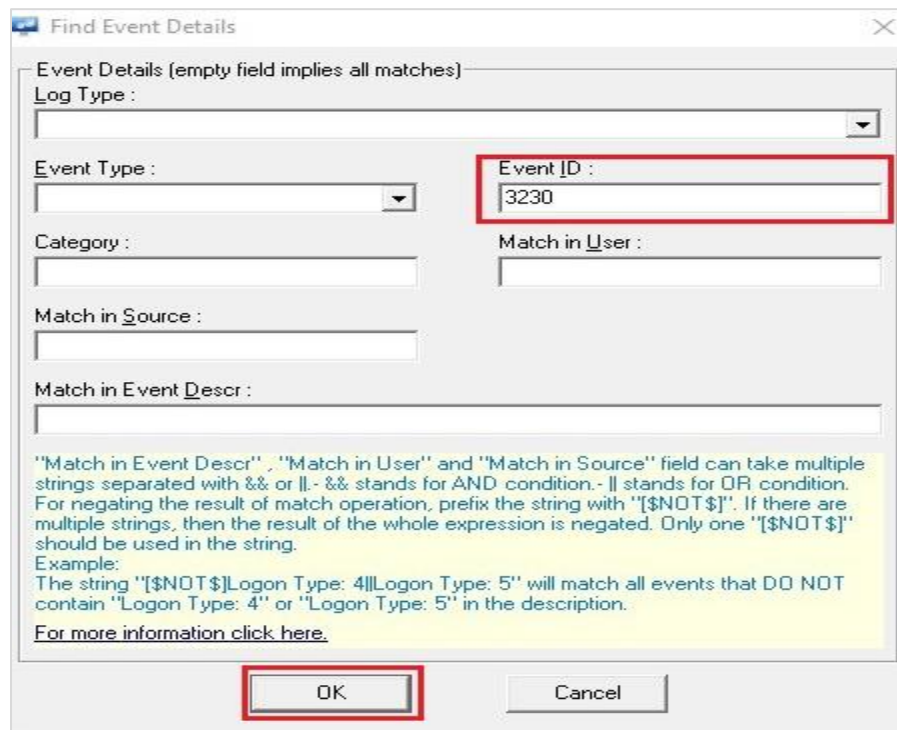 Find Event Details
Event Details (empty field implies all matches)
Log Type :
Event Type :
Event ID :
3230
Category :
Match in User :
Match in Source :
Match in Event Descr :
"Match in Event Descr" , "Match in User" and "Match in Source" field can take multiple
strings separated with && or ||.- && stands for AND condition.- || stands for OR condition.
For negating the result of match operation, prefix the string with "[$NOT$]". If there are
multiple strings, then the result of the whole expression is negated. Only one "[$NOT$]"
should be used in the string.
Example:
The string "[$NOT$]Logon Type: 4||Logon Type: 5" will match all events that DO NOT
contain "Logon Type: 4" or "Logon Type: 5" in the description.
For more information click here.
OK
Cancel